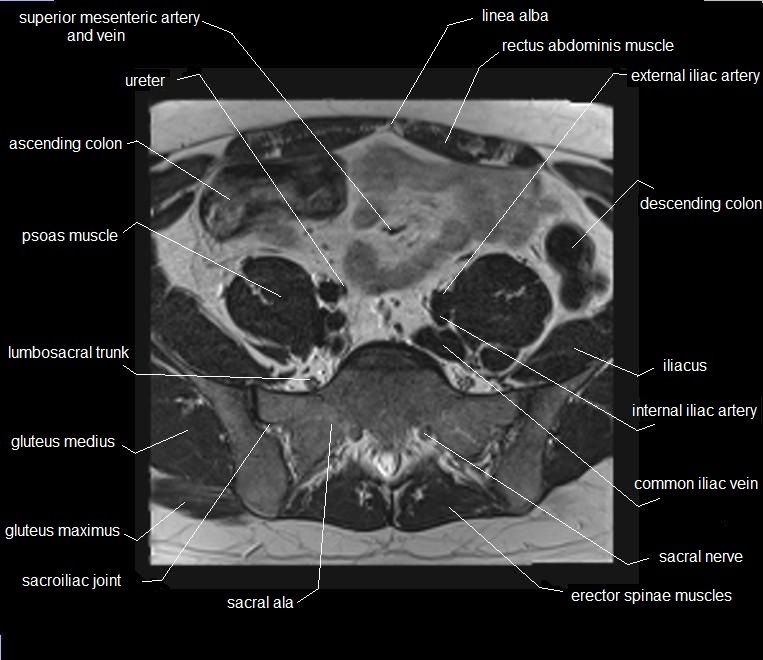 superior mesenteric artery
and vein
linea alba
rectus abdominis muscle
external iliac artery
ureter
ascending colon
descending colon
psoas muscle
lumbosacral trunk
iliacus
internal iliac artery
gluteus medius
common iliac vein
gluteus maximus
sacral nerve
sacroiliac joint
erector spinae muscles
sacral ala